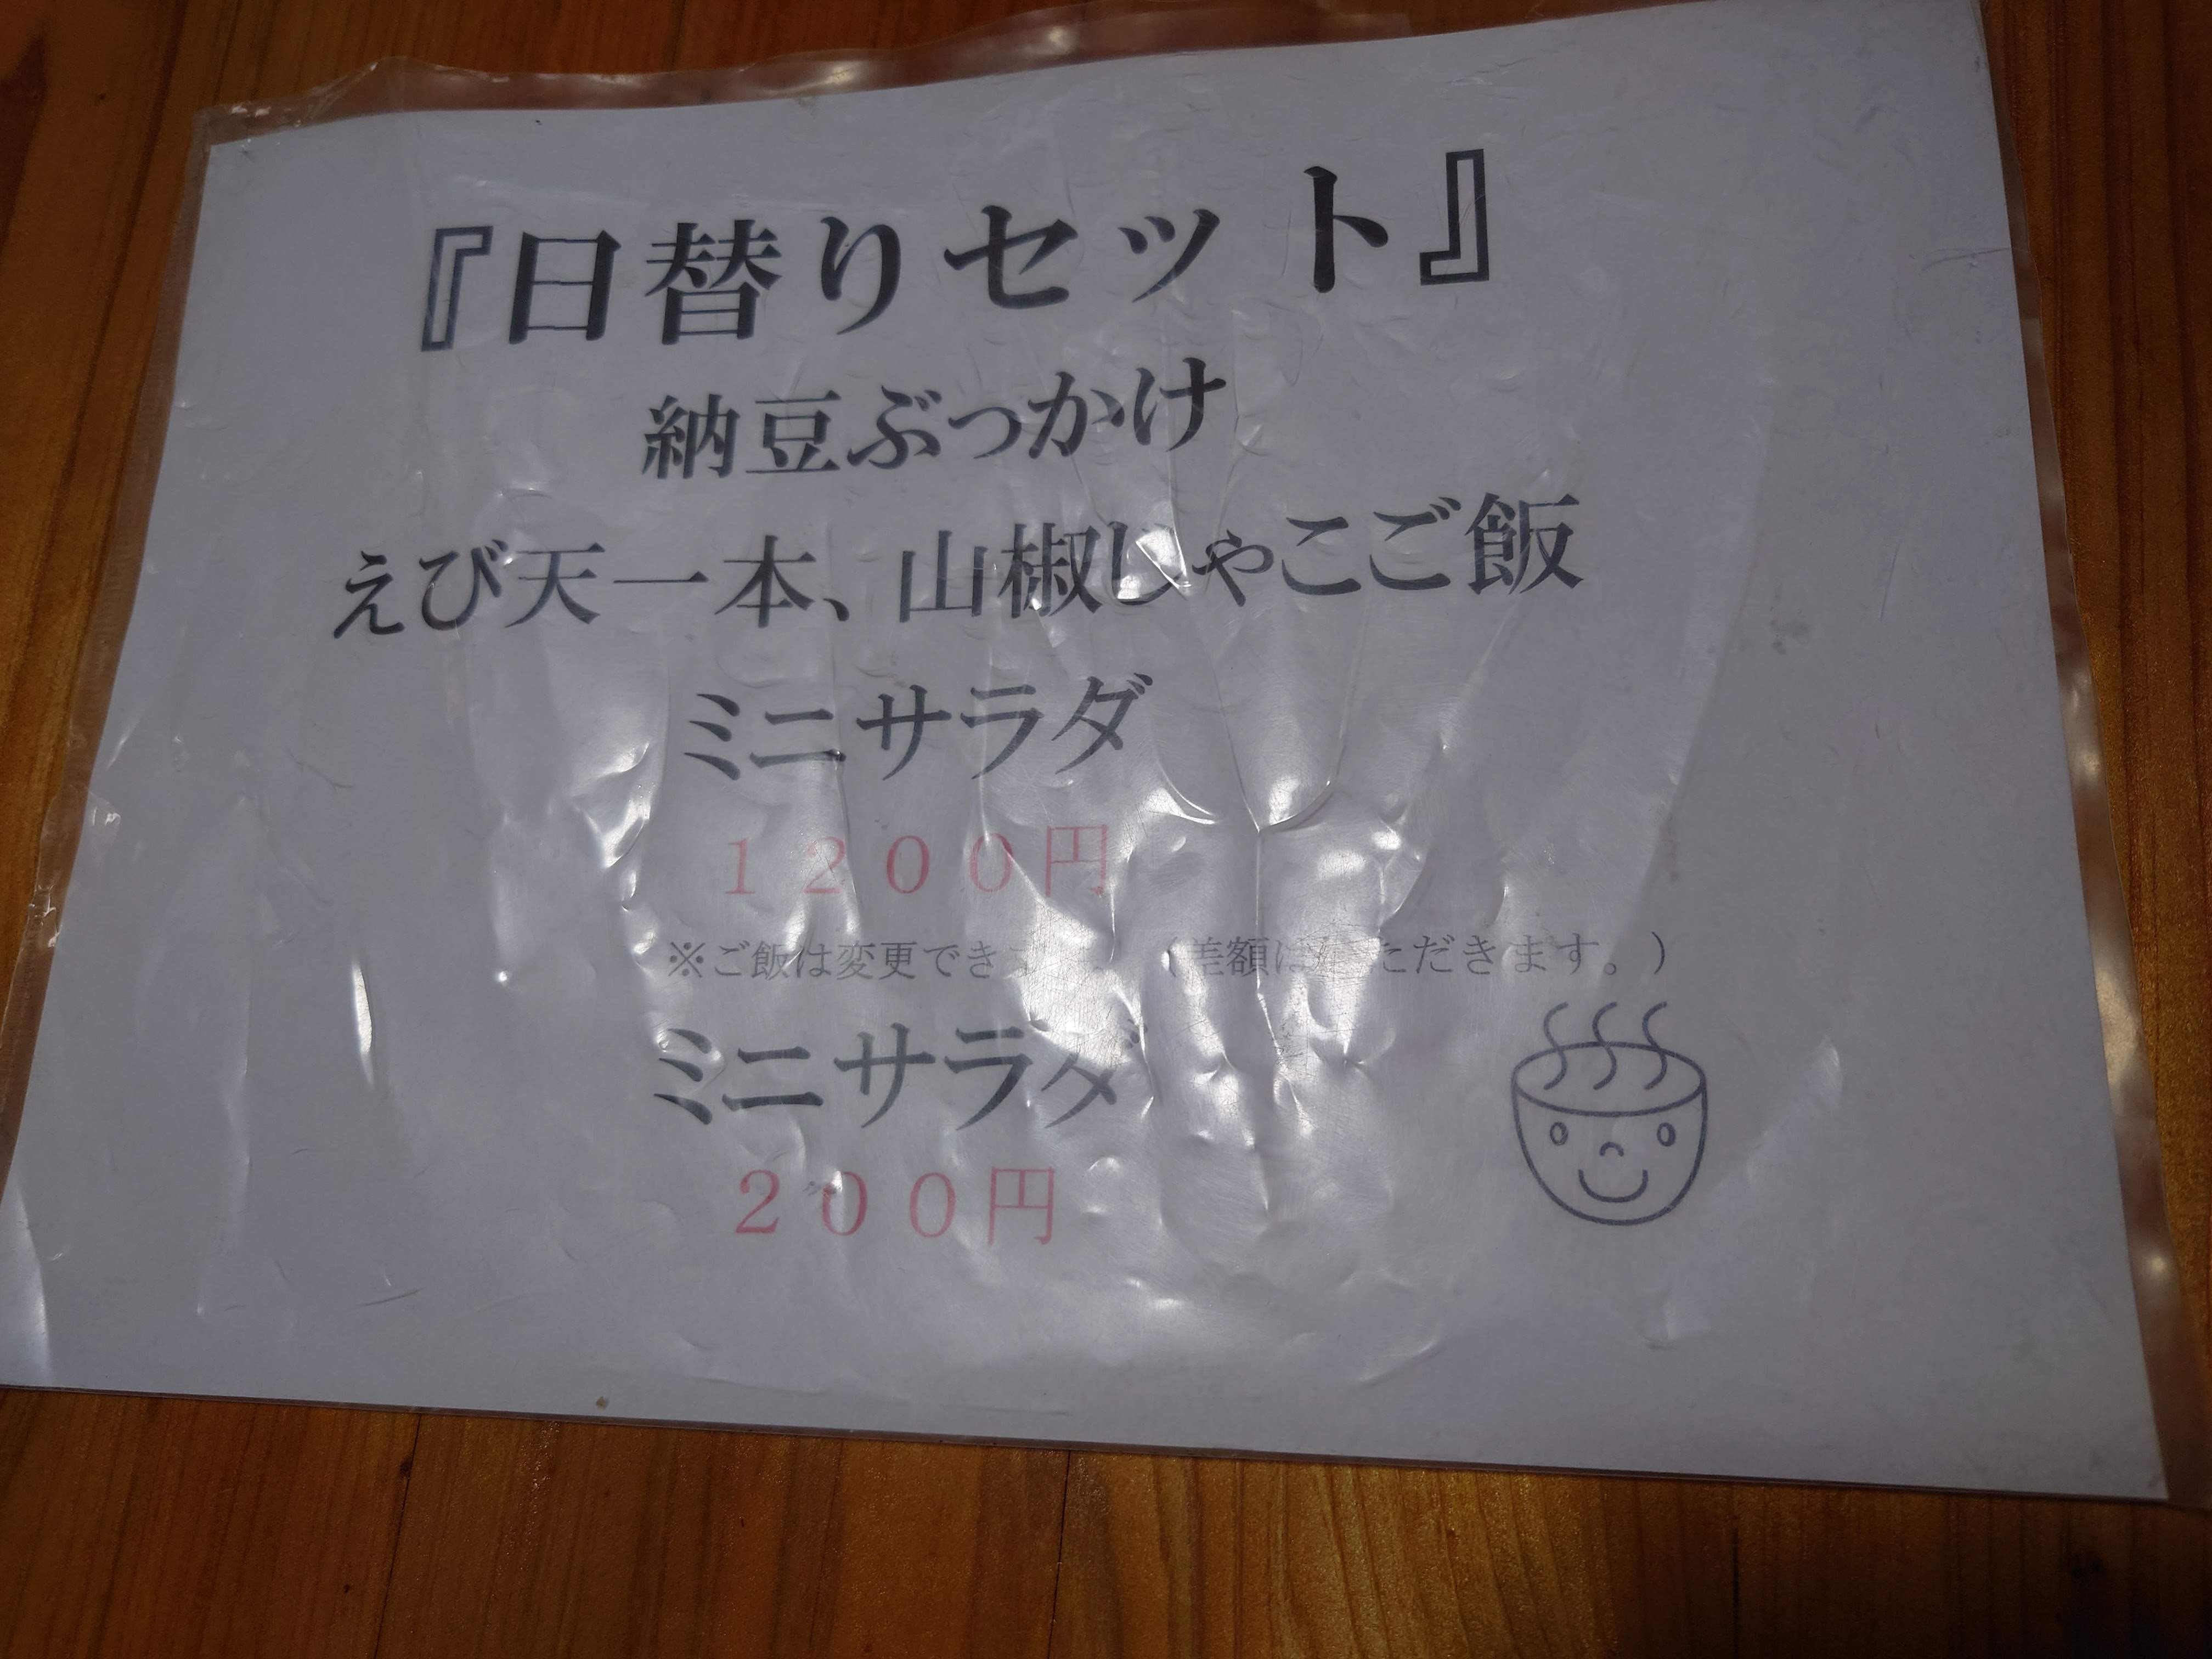 『日替りセット』
納豆ぶっかけ
えび天一本、山椒じゃこご飯
ミニサラダ
１２００円
※ご飯は変更でき （差額は ただきます。）
ミニサラダ
２００円